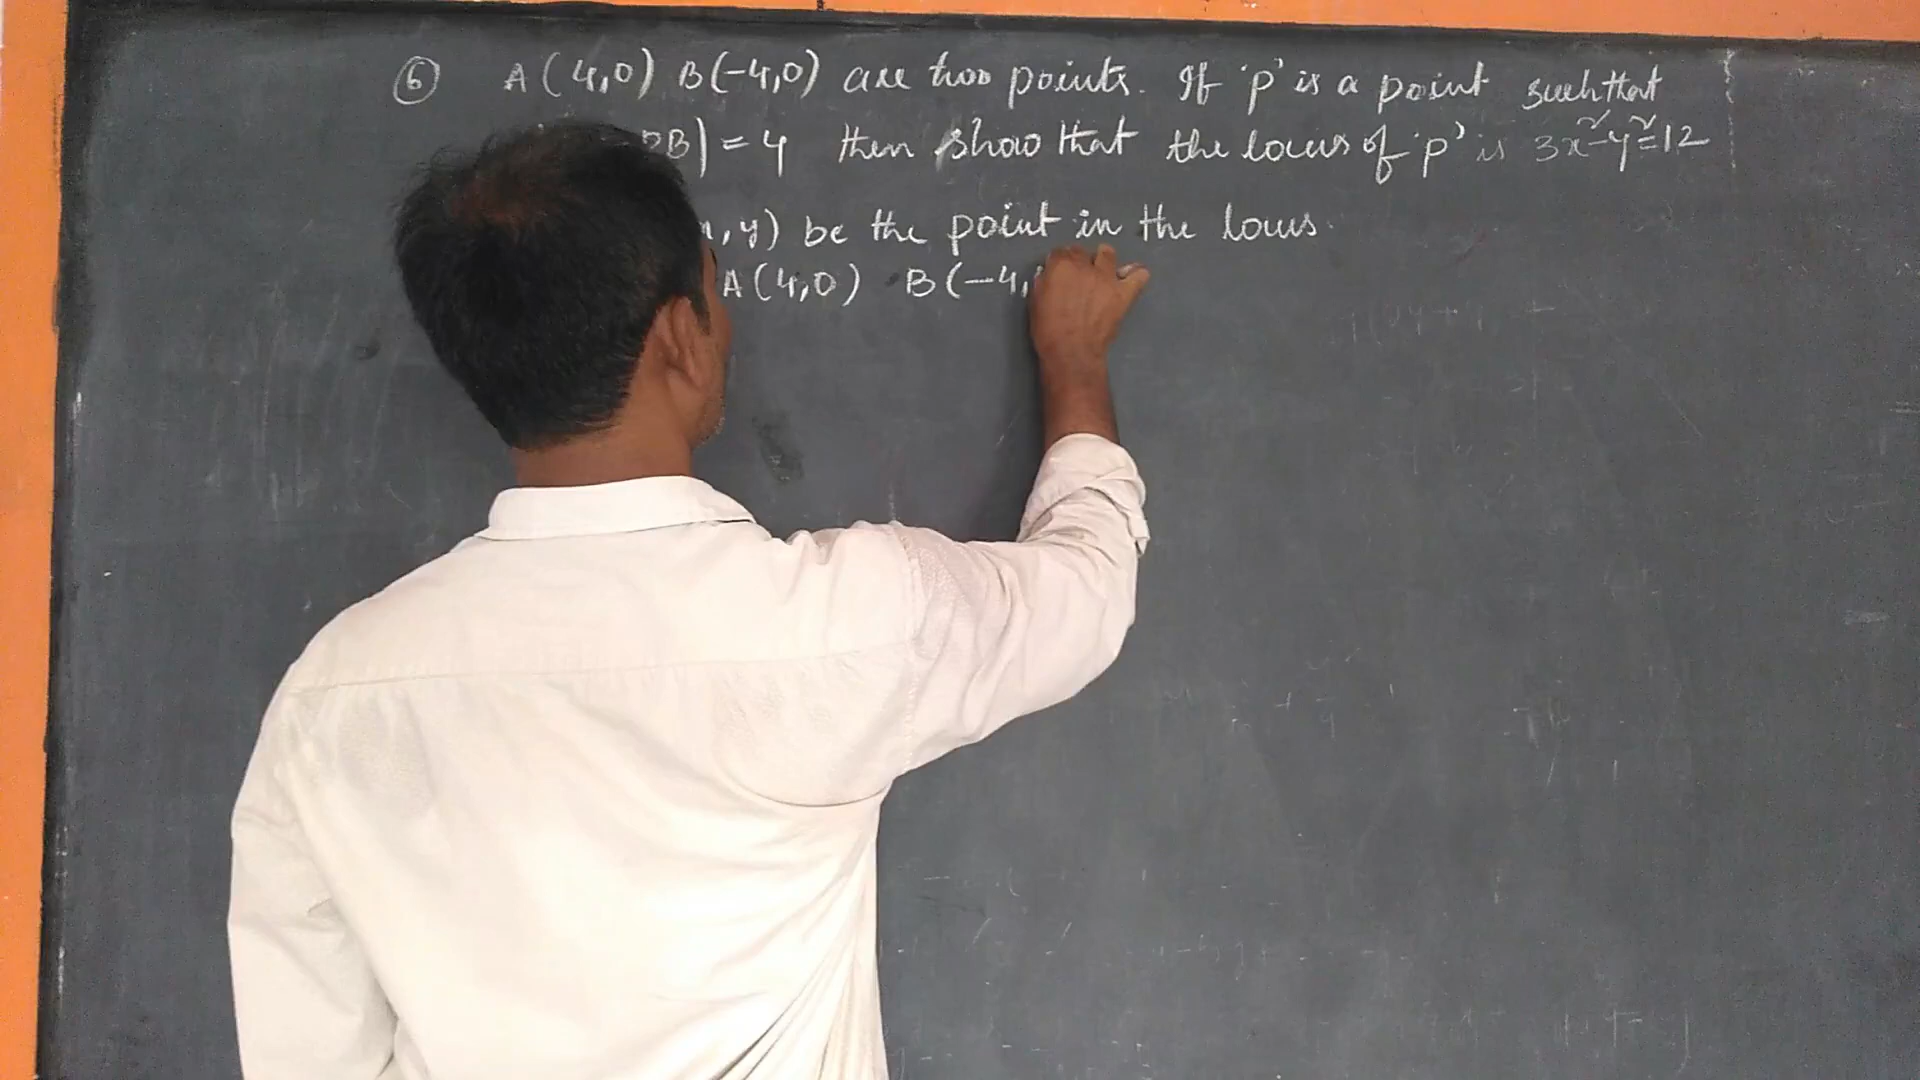 ⑥ A(4,0) B(-4,0) are two points. If 'p' is a point such that
PB| = 4 then show that the locus of 'p' is 3x²-y²=12
, y) be the point in the locus.
A(4,0) B(-4,